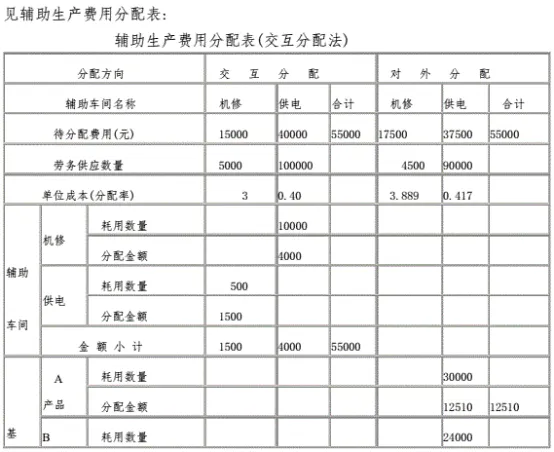 见辅助生产费用分配表：
辅助生产费用分配表(交互分配法)
分配方向 交 互 分 配 对 外 分 配
辅助车间名称 机修 供电 合计 机修 供电 合计
待分配费用(元) 15000 40000 55000 17500 37500 55000
劳务供应数量 5000 100000 4500 90000
单位成本(分配率) 3 0.40 3.889 0.417
辅助车间 机修 耗用数量 10000
分配金额 4000
供电 耗用数量 500
分配金额 1500
金 额 小 计 1500 4000 55000
基 A产品 耗用数量 30000
分配金额 12510 12510
B 耗用数量 24000